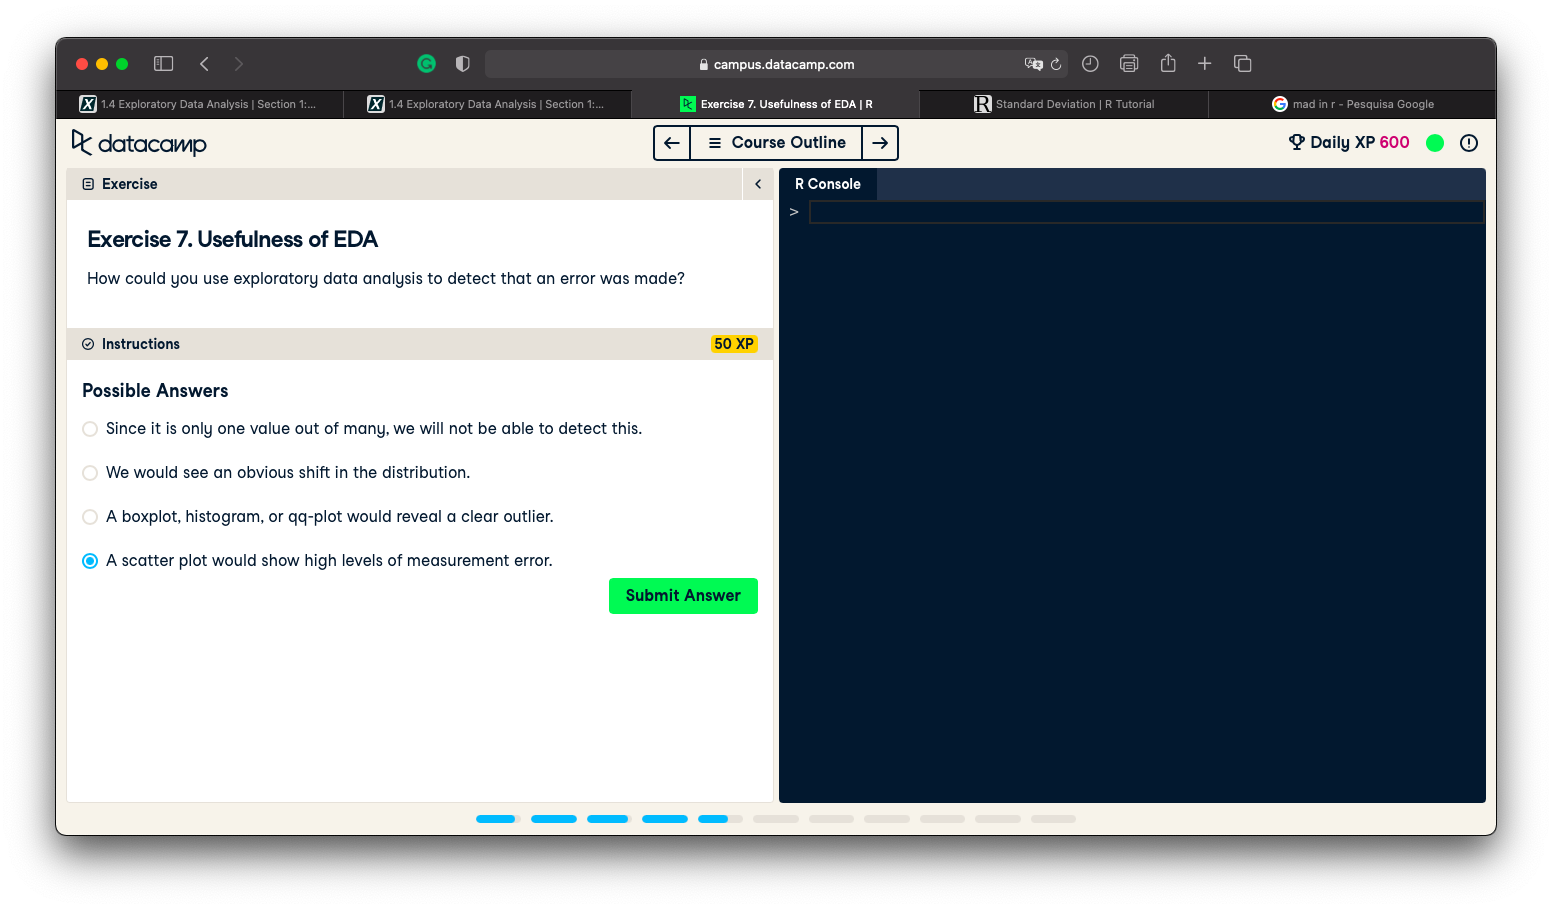 campus.datacamp.com
1.4 Exploratory Data Analysis | Section 1:...
1.4 Exploratory Data Analysis | Section 1:...
Exercise 7. Usefulness of EDA | R
Standard Deviation | R Tutorial
mad in r - Pesquisa Google
datacamp
Course Outline
Daily XP 600
Exercise
R Console
>
Exercise 7. Usefulness of EDA
How could you use exploratory data analysis to detect that an error was made?
Instructions
50 XP
Possible Answers
Since it is only one value out of many, we will not be able to detect this.
We would see an obvious shift in the distribution.
A boxplot, histogram, or qq-plot would reveal a clear outlier.
A scatter plot would show high levels of measurement error.
Submit Answer